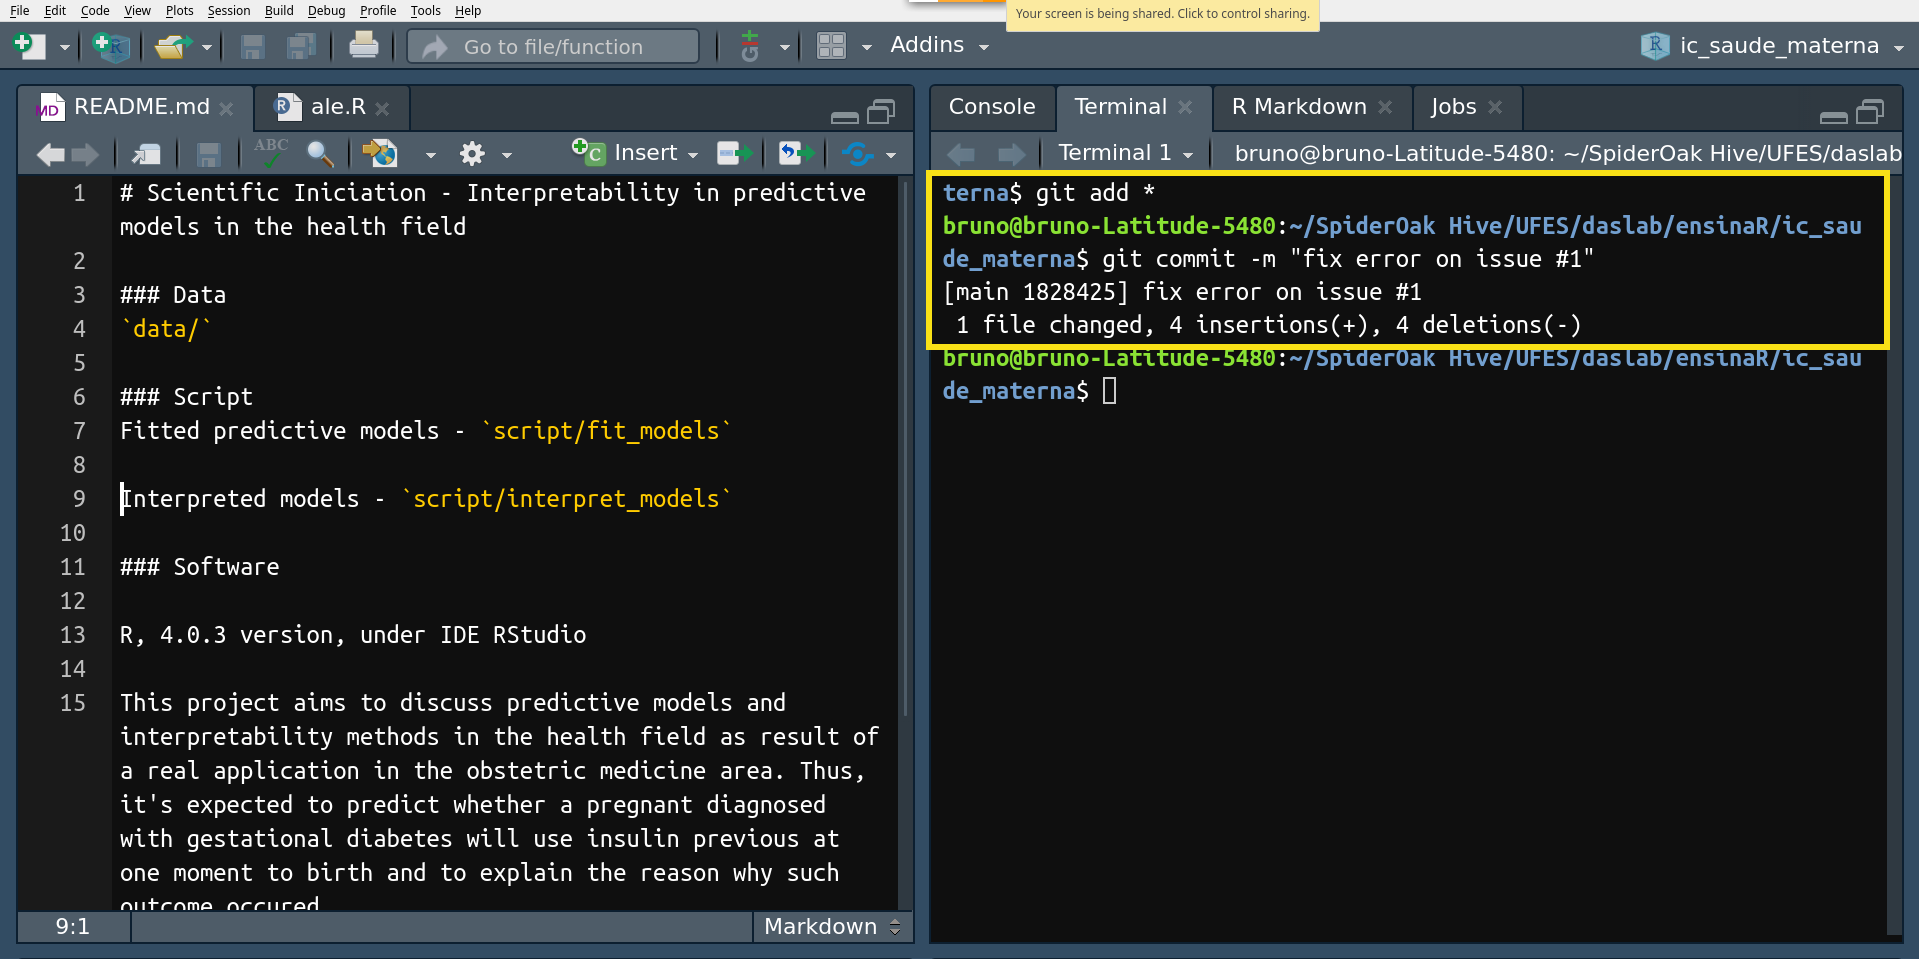 File Edit Code View Plots Session Build Debug Profile Tools Help
Your screen is being shared. Click to control sharing.
Go to file/function
Addins
ic_saude_materna
README.md
ale.R
ABC
Insert
1 # Scientific Iniciation - Interpretability in predictive
models in the health field
2
3 ### Data
4 `data/`
5
6 ### Script
7 Fitted predictive models - `script/fit_models`
8
9 Interpreted models - `script/interpret_models`
10
11 ### Software
12
13 R, 4.0.3 version, under IDE RStudio
14
15 This project aims to discuss predictive models and
interpretability methods in the health field as result of
a real application in the obstetric medicine area. Thus,
it's expected to predict whether a pregnant diagnosed
with gestational diabetes will use insulin previous at
one moment to birth and to explain the reason why such
outcome occured
9:1
Markdown
Console Terminal R Markdown Jobs
Terminal 1 bruno@bruno-Latitude-5480: ~/SpiderOak Hive/UFES/daslab
terna$ git add *
bruno@bruno-Latitude-5480:~/SpiderOak Hive/UFES/daslab/ensinaR/ic_sau
de_materna$ git commit -m "fix error on issue #1"
[main 1828425] fix error on issue #1
1 file changed, 4 insertions(+), 4 deletions(-)
bruno@bruno-Latitude-5480:~/SpiderOak Hive/UFES/daslab/ensinaR/ic_sau
de_materna$